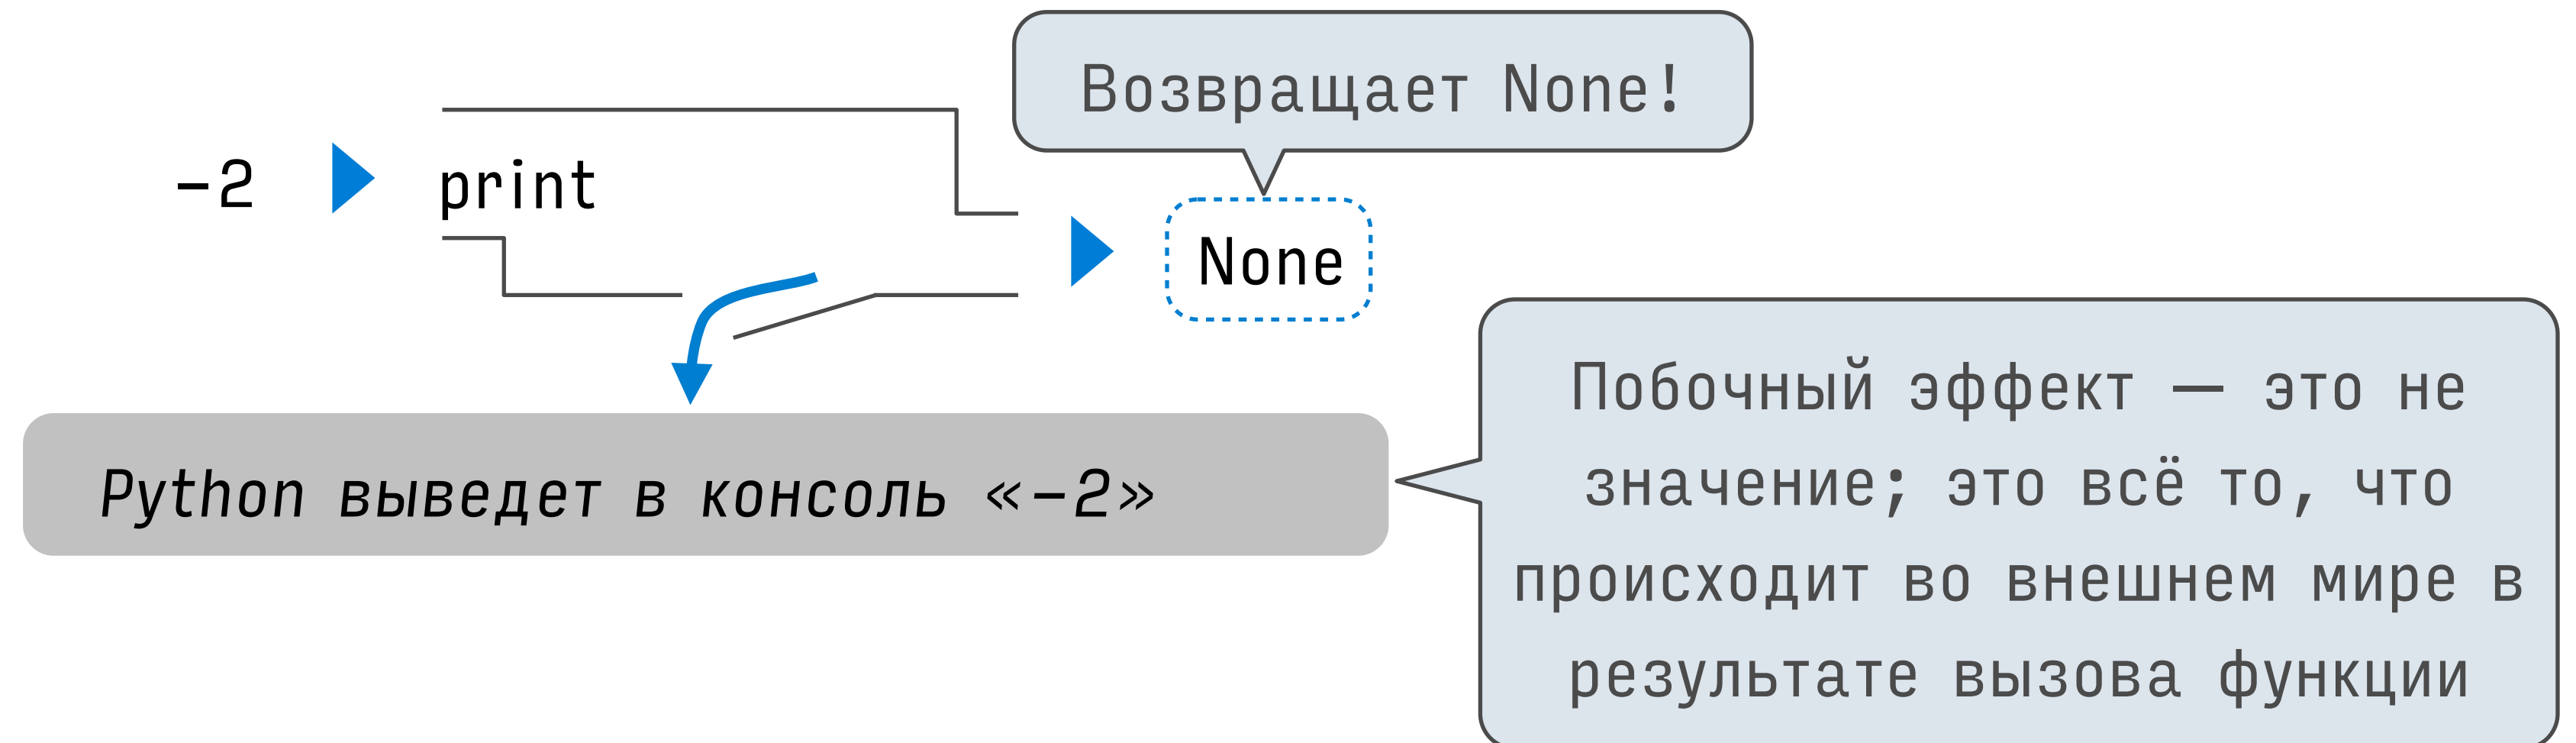 Возвращает None!
-2
print
None
Python выведет в консоль «-2»
Побочный эффект — это не
значение; это всё то, что
происходит во внешнем мире в
результате вызова функции